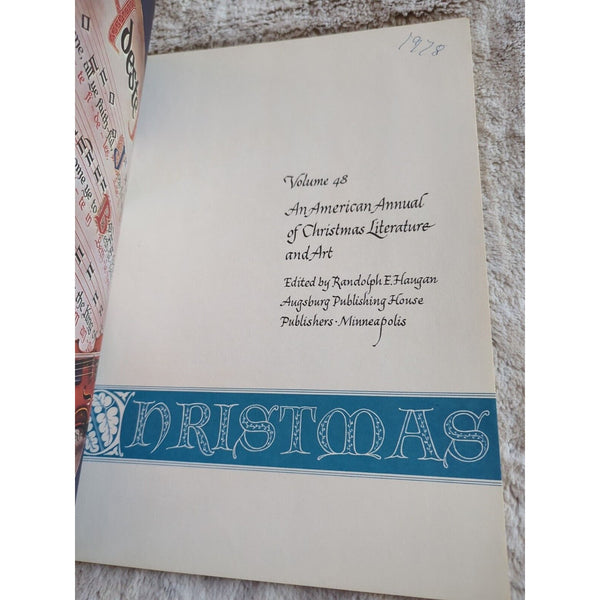 1978
Volume 48
An American Annual
of Christmas Literature
and Art
Edited by Randolph E. Haugan
Augsburg Publishing House
Publishers · Minneapolis
CHRISTMAS